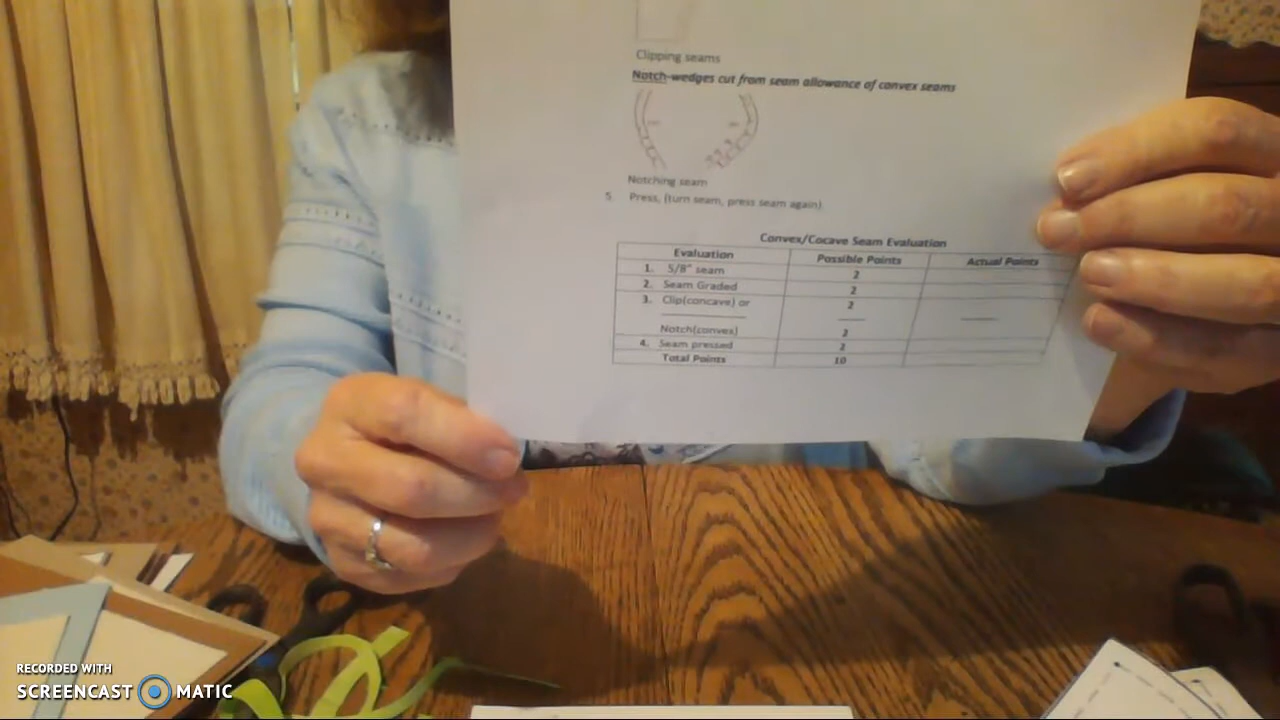 Clipping seams
Notch-wedges cut from seam allowance of convex seams
Notching seam
5. Press, (turn seam, press seam again)
Convex/Cocave Seam Evaluation
Evaluation Possible Points Actual Points
1. 5/8" seam 2
2. Seam Graded 2
3. Clip(concave) or 2
Notch(convex) 2
4. Seam pressed 2
Total Points 10
RECORDED WITH
SCREENCAST MATIC